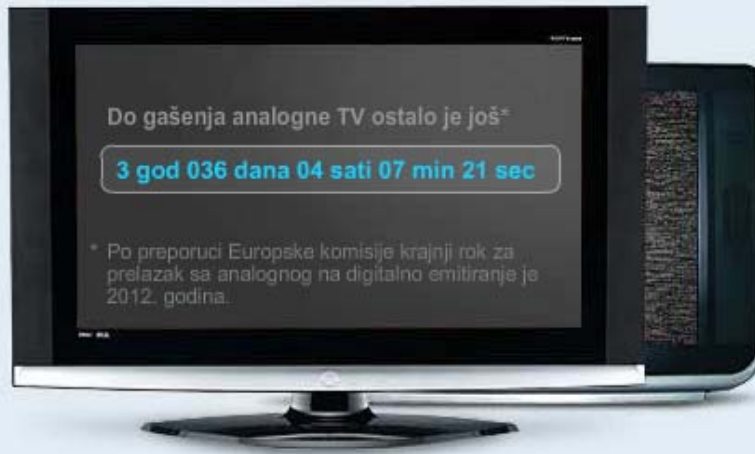 Do gašenja analogne TV ostalo je još*
3 god 036 dana 04 sati 07 min 21 sec
* Po preporuci Europske komisije krajnji rok za
prelazak sa analognog na digitalno emitiranje je
2012. godina.